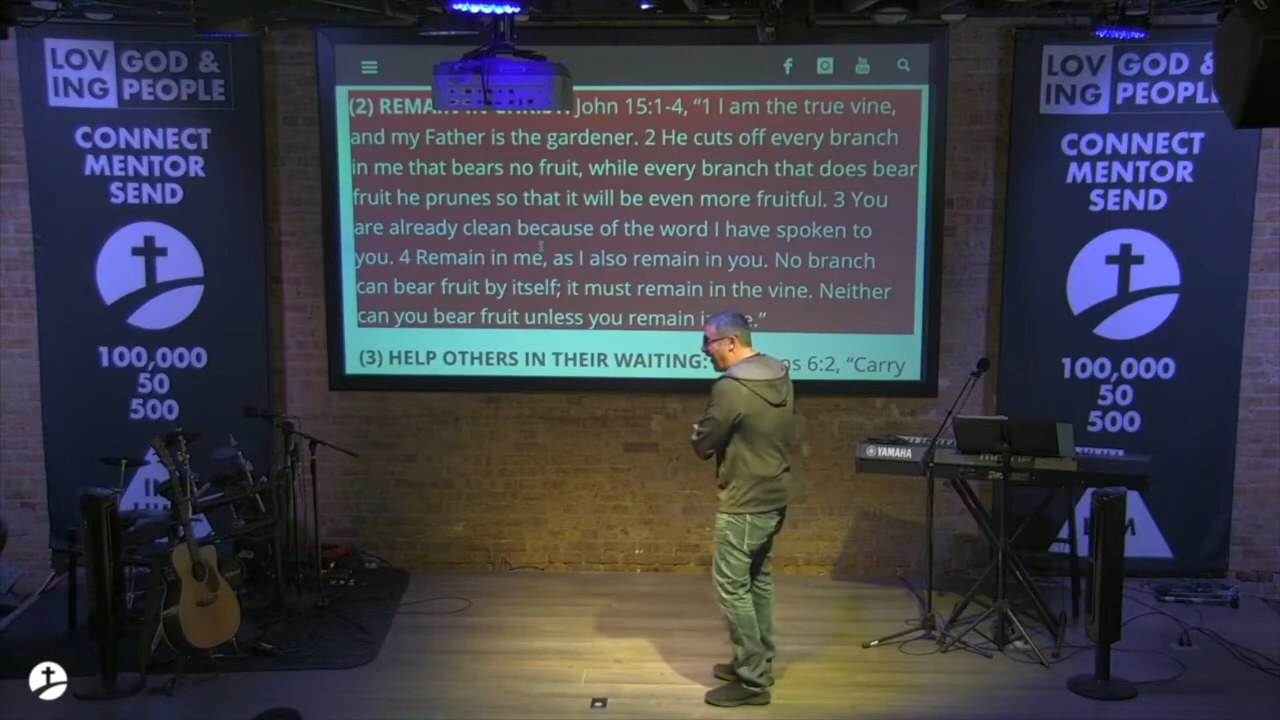 LOV
ING
GOD &
PEOPLE
CONNECT
MENTOR
SEND
100,000
50
500
(2) John 15:1-4, “1 I am the true vine,
and my Father is the gardener. 2 He cuts off every branch
in me that bears no fruit, while every branch that does bear
fruit he prunes so that it will be even more fruitful. 3 You
are already clean because of the word I have spoken to
you. 4 Remain in me, as I also remain in you. No branch
can bear fruit by itself; it must remain in the vine. Neither
can you bear fruit unless you remain
(3) HELP OTHERS IN THEIR WAITING: 6:2, “Carry
LOV
ING
GOD &
PEOPLE
CONNECT
MENTOR
SEND
100,000
50
500
YAMAHA